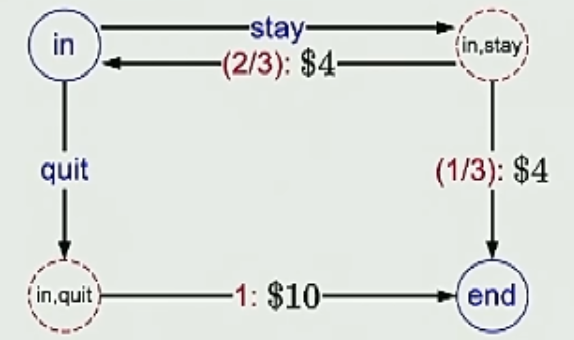 stay
in
in,stay
(2/3): $4
quit
(1/3): $4
in,quit
1: $10
end